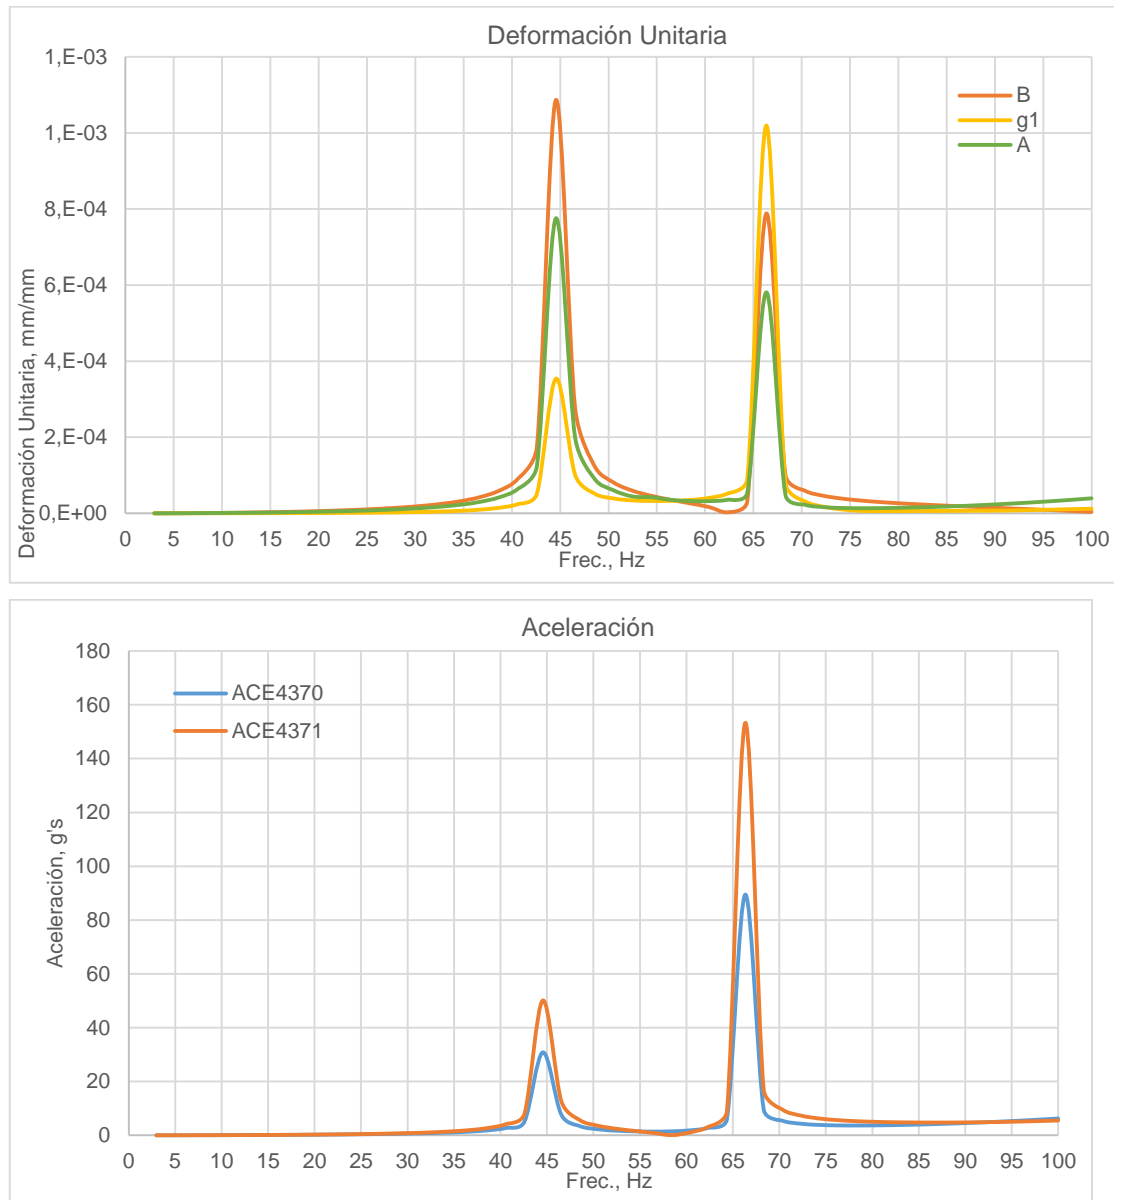 Deformación Unitaria
1,E-03
1,E-03
8,E-04
6,E-04
4,E-04
2,E-04
0,E+00
Deformación Unitaria, mm/mm
B
g1
A
0 5 10 15 20 25 30 35 40 45 50 55 60 65 70 75 80 85 90 95 100
Frec., Hz
Aceleración
180
160
140
120
100
80
60
40
20
0
Aceleración, g's
ACE4370
ACE4371
0 5 10 15 20 25 30 35 40 45 50 55 60 65 70 75 80 85 90 95 100
Frec., Hz